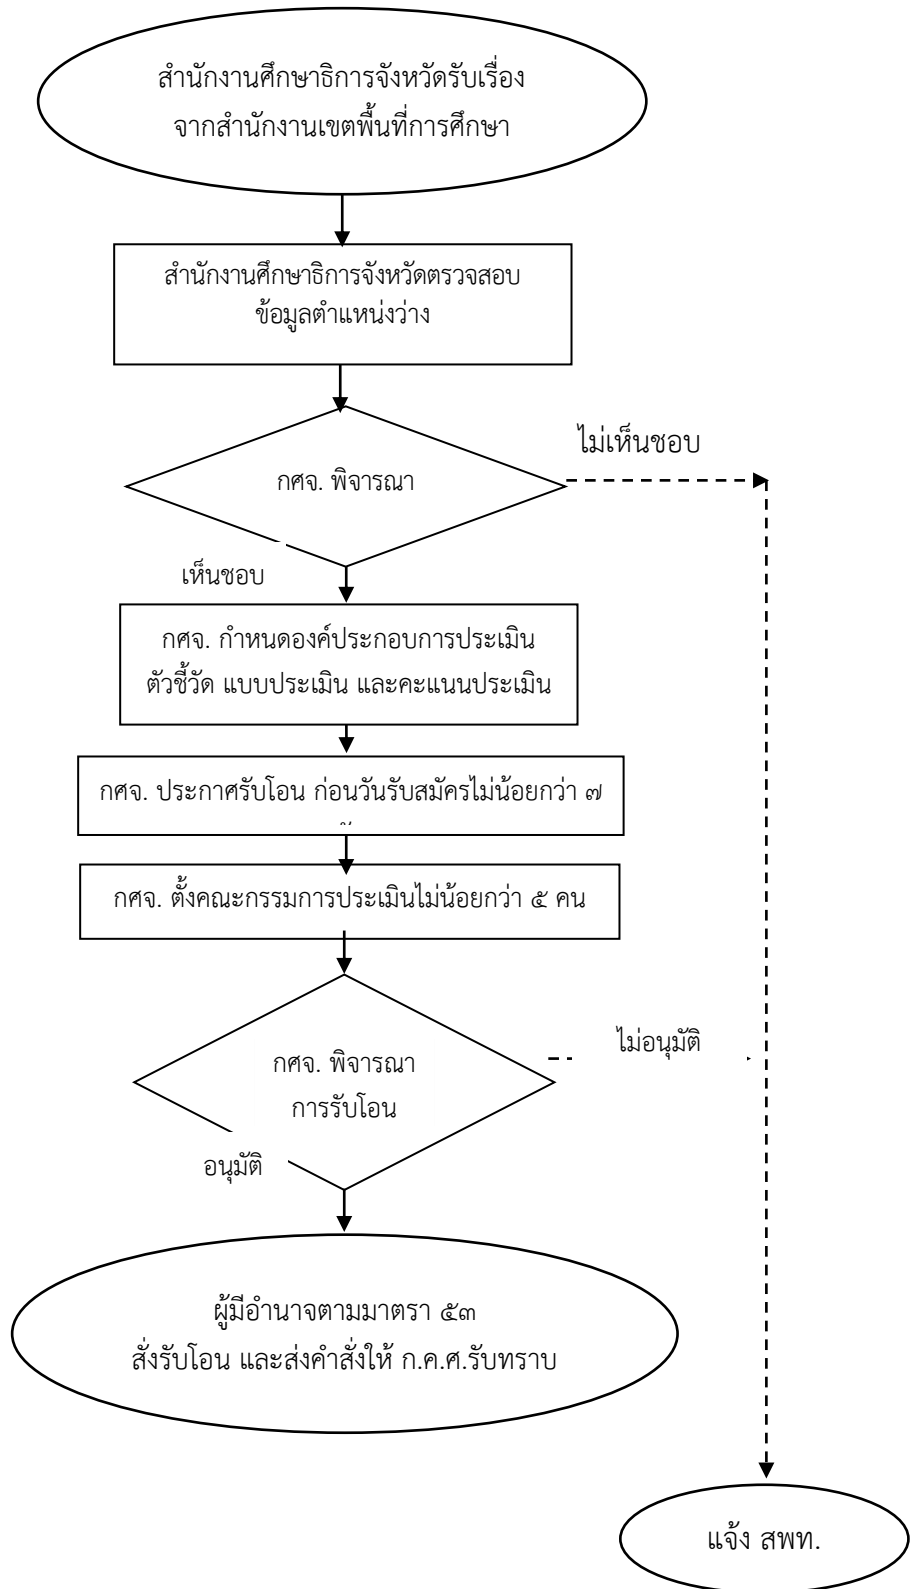 สำนักงานศึกษาธิการจังหวัดรับเรื่อง
จากสำนักงานเขตพื้นที่การศึกษา
สำนักงานศึกษาธิการจังหวัดตรวจสอบ
ข้อมูลตำแหน่งว่าง
ไม่เห็นชอบ
กศจ. พิจารณา
เห็นชอบ
กศจ. กำหนดองค์ประกอบการประเมิน
ตัวชี้วัด แบบประเมิน และคะแนนประเมิน
กศจ. ประกาศรับโอน ก่อนวันรับสมัครไม่น้อยกว่า ๗
กศจ. ตั้งคณะกรรมการประเมินไม่น้อยกว่า ๕ คน
ไม่อนุมัติ
กศจ. พิจารณา
การรับโอน
อนุมัติ
ผู้มีอำนาจตามมาตรา ๕๓
สั่งรับโอน และส่งคำสั่งให้ ก.ค.ศ.รับทราบ
แจ้ง สพท.